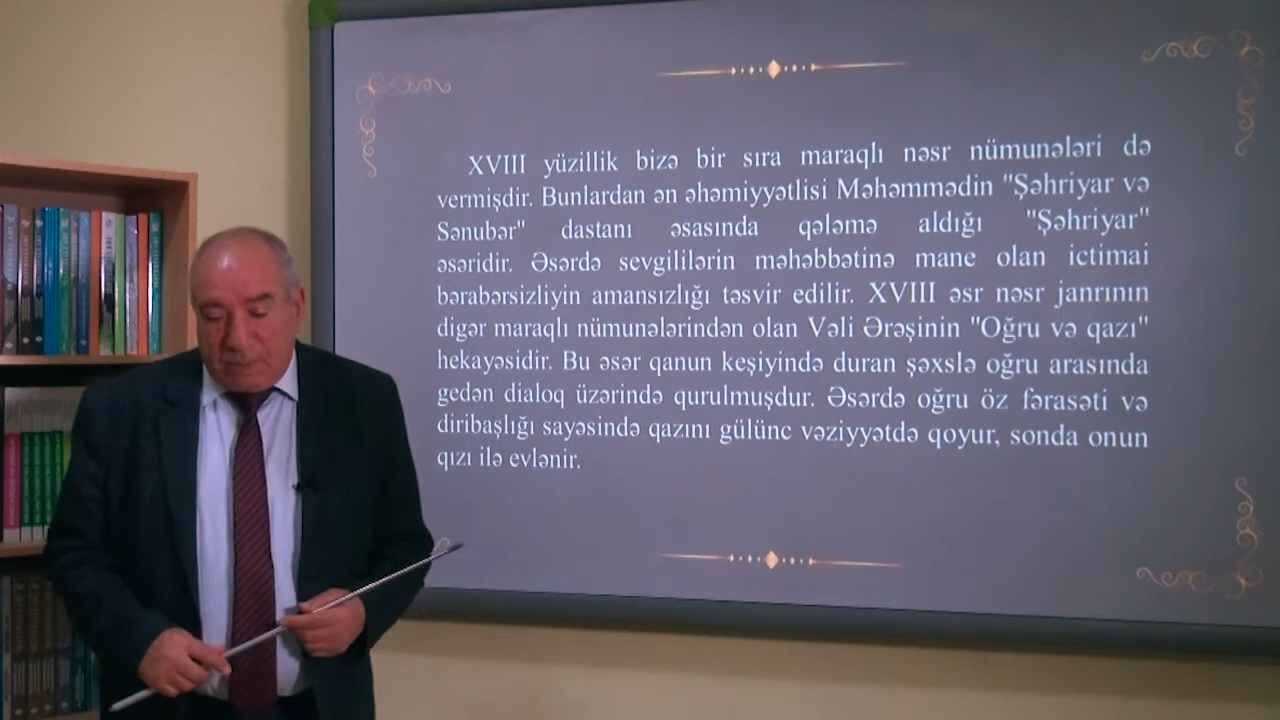 XVIII yüzillik bizə bir sıra maraqlı nəsr nümunələri də
vermişdir. Bunlardan ən əhəmiyyətlisi Məhəmmədin "Şəhriyar və
Sənubər" dastanı əsasında qələmə aldığı "Şəhriyar"
əsəridir. Əsərdə sevgililərin məhəbbətinə mane olan ictimai
bərabərsizliyin amansızlığı təsvir edilir. XVIII əsr nəsr janrının
digər maraqlı nümunələrindən olan Vəli Ərəşinin "Oğru və qazı"
hekayəsidir. Bu əsər qanun keşiyində duran şəxslə oğru arasında
gedən dialoq üzərində qurulmuşdur. Əsərdə oğru öz fərasəti və
diribaşlığı sayəsində qazını gülünc vəziyyətdə qoyur, sonda onun
qızı ilə evlənir.